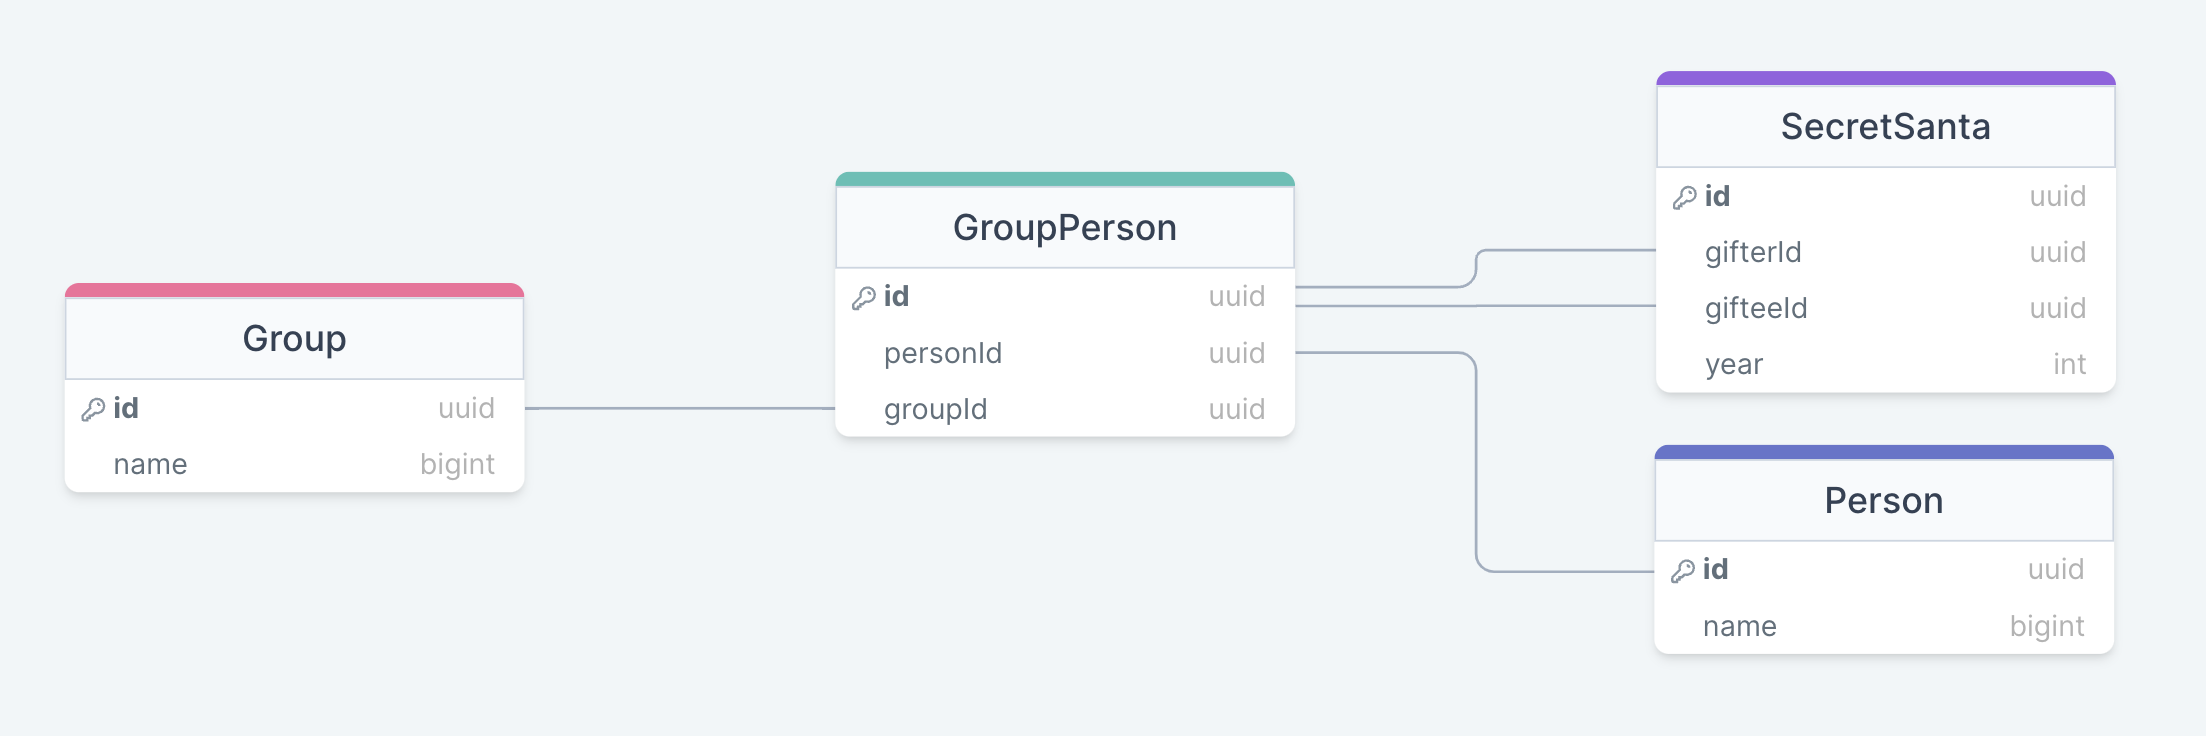 Group
id uuid
name bigint
GroupPerson
id uuid
personId uuid
groupId uuid
SecretSanta
id uuid
gifterId uuid
gifteeId uuid
year int
Person
id uuid
name bigint